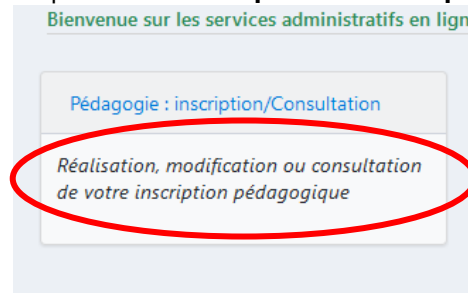 Bienvenue sur les services administratifs en lign
Pédagogie : inscription/Consultation
Réalisation, modification ou consultation
de votre inscription pédagogique